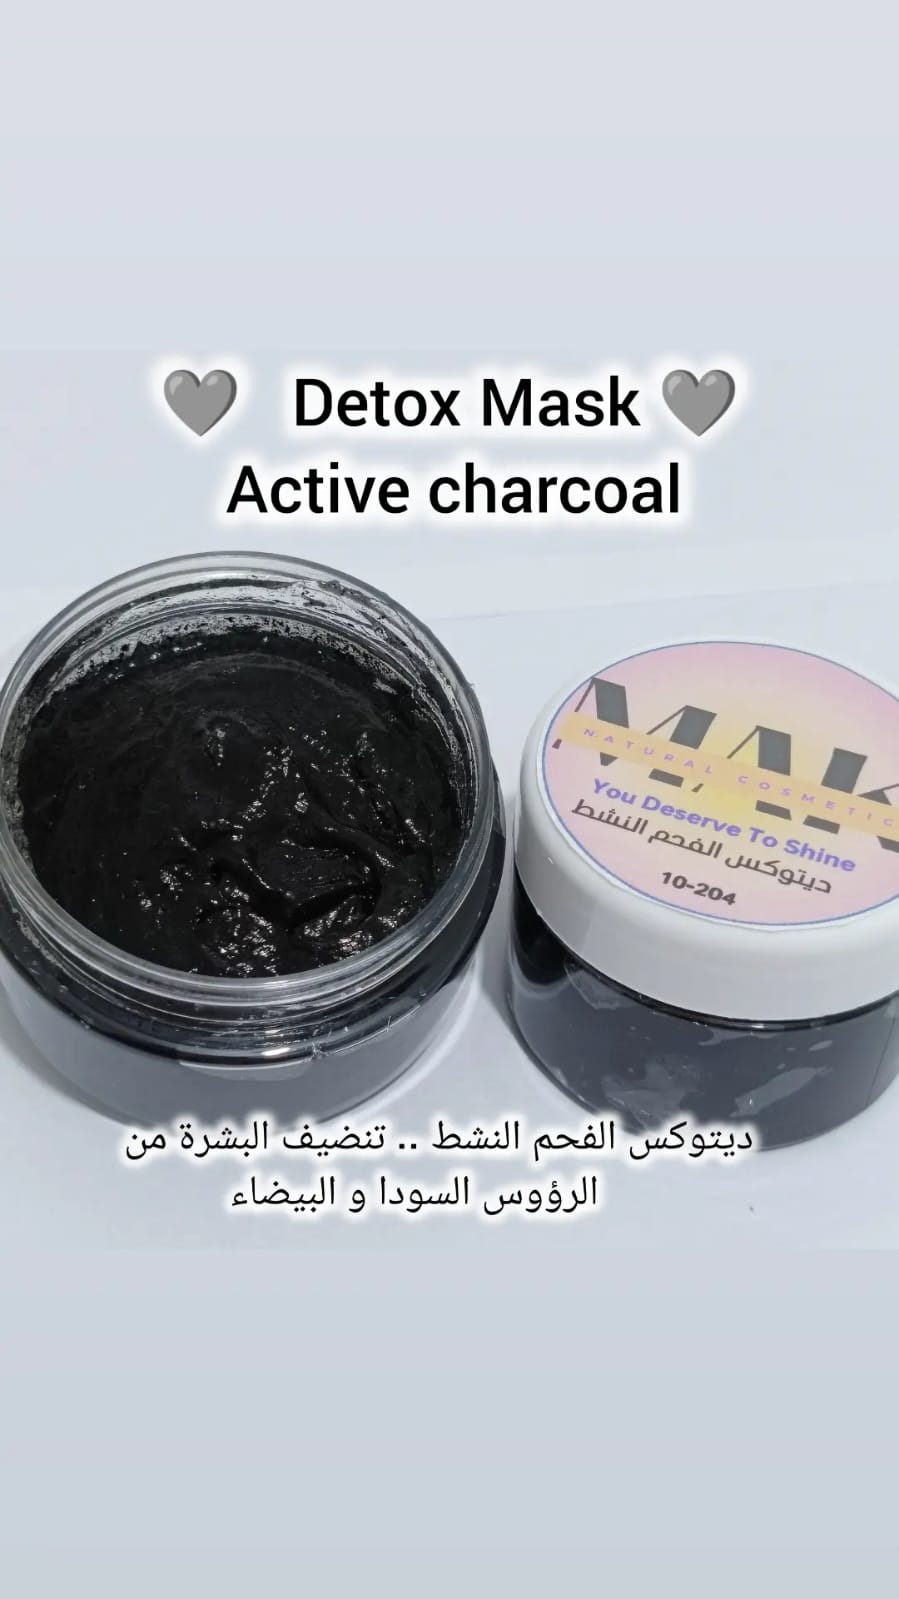 🩶 Detox Mask 🩶
Active charcoal
MAK
NATURAL COSMETIC
You Deserve To Shine
ديتوكس الفحم النشط
10-204
ديتوكس الفحم النشط .. تنضيف البشرة من
الرؤوس السودا و البيضاء